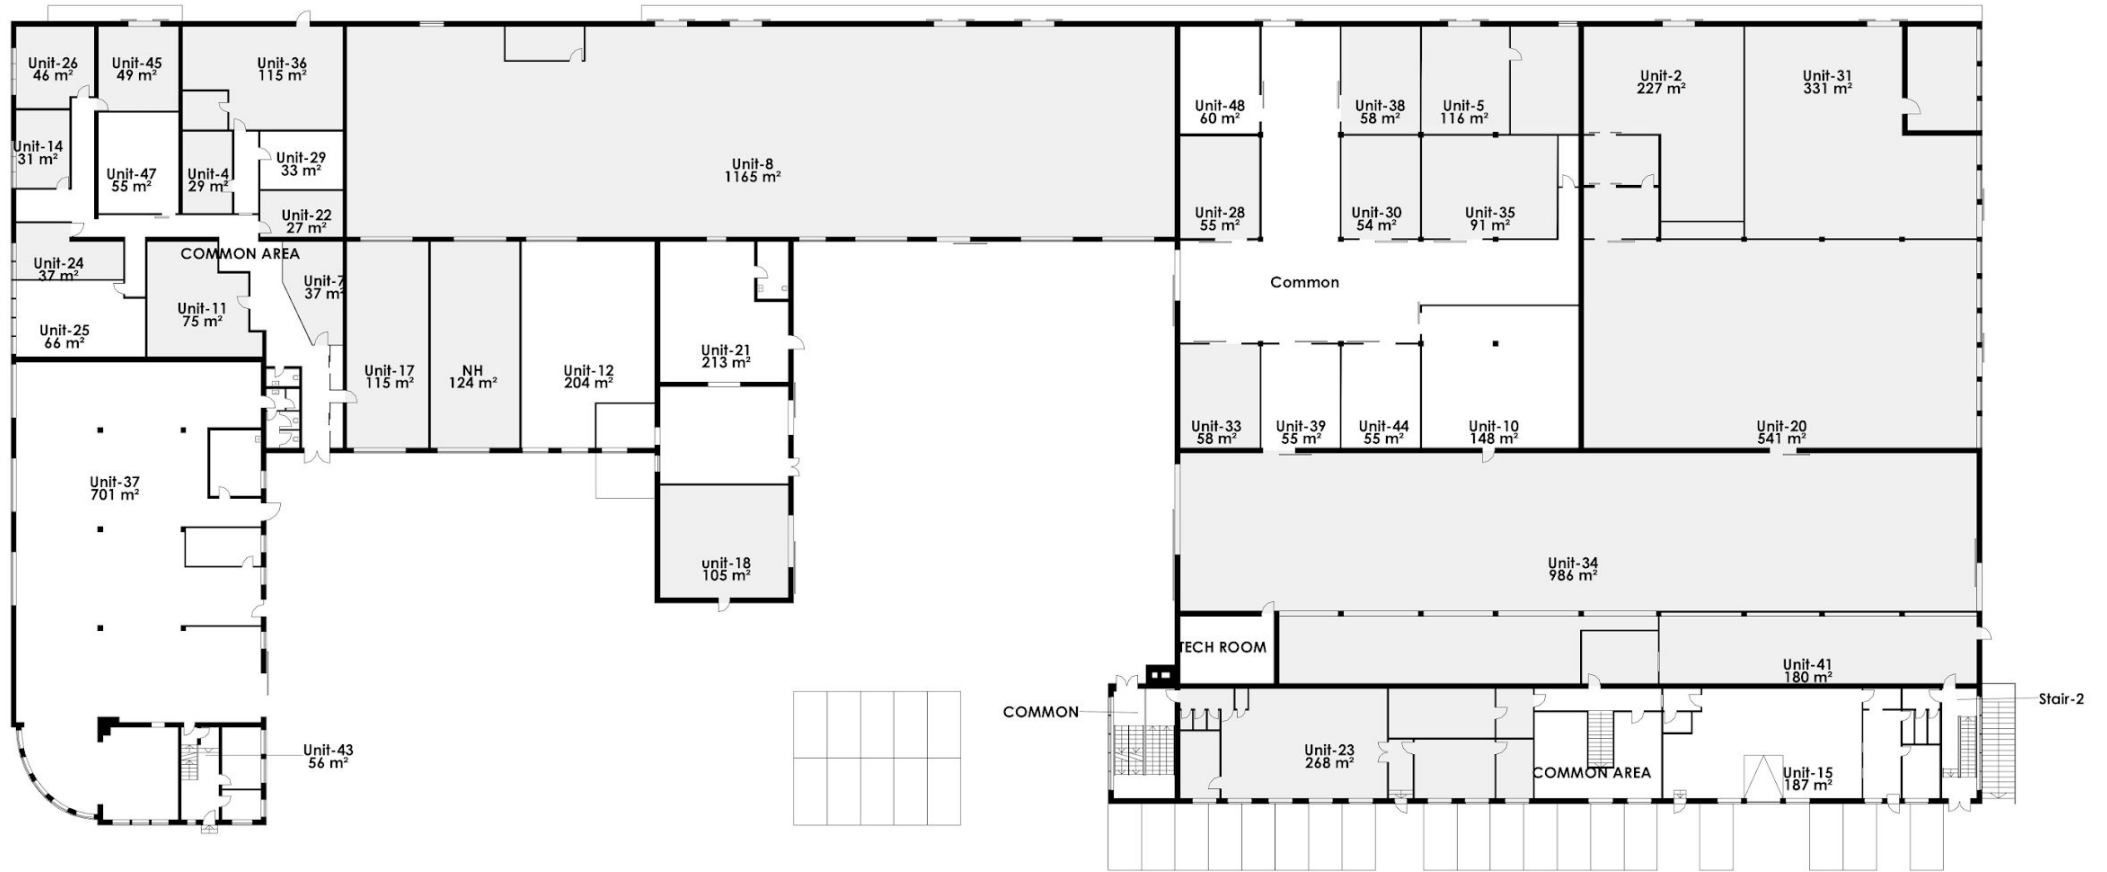 Unit-26
46 m²
Unit-45
49 m²
Unit-36
115 m²
Unit-14
31 m²
Unit-47
55 m²
Unit-4
29 m²
Unit-29
33 m²
Unit-22
27 m²
Unit-8
1165 m²
Unit-48
60 m²
Unit-38
58 m²
Unit-5
116 m²
Unit-2
227 m²
Unit-31
331 m²
Unit-28
55 m²
Unit-30
54 m²
Unit-35
91 m²
COMMON AREA
Unit-24
37 m²
Unit-7
37 m²
Unit-11
75 m²
Unit-25
66 m²
Common
Unit-17
115 m²
NH
124 m²
Unit-12
204 m²
Unit-21
213 m²
Unit-33
58 m²
Unit-39
55 m²
Unit-44
55 m²
Unit-10
148 m²
Unit-20
541 m²
Unit-37
701 m²
Unit-18
105 m²
Unit-34
986 m²
TECH ROOM
Unit-41
180 m²
COMMON
Stair-2
Unit-43
56 m²
Unit-23
268 m²
COMMON AREA
Unit-15
187 m²